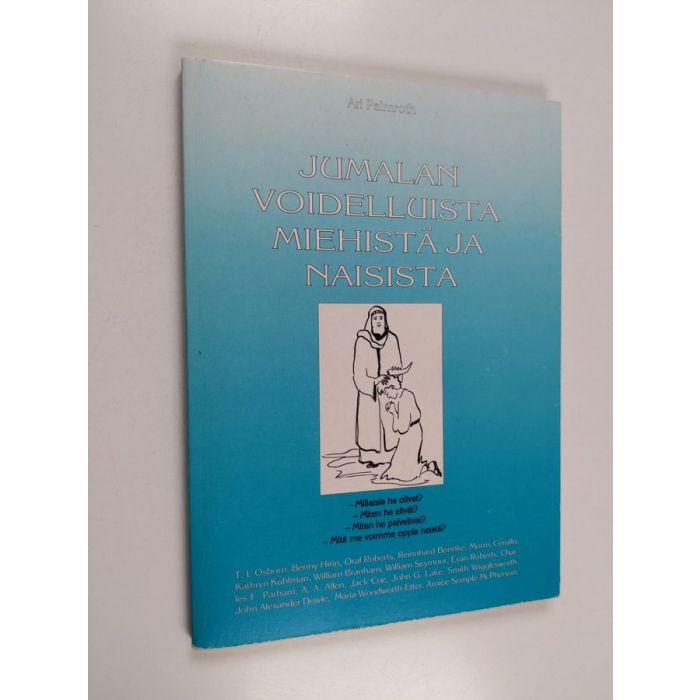 Ari Palmroth
JUMALAN
VOIDELLUISTA
MIEHISTÄ JA
NAISISTA
– Millaisia he olivat?
– Miten he elivät?
– Miten he palvelivat?
– Mitä me voimme oppia heistä?
T. L Osborn, Benny Hinn, Oral Roberts, Reinnhard Bonnke, Morris Cerullo,
Kathryn Kuhlman, William Branham, William Seymour, Evan Roberts, Char
les F. Parham, A. A. Allen, Jack Coe, John G. Lake, Smith Wigglesworth,
John Alexander Dowie, Maria Woodworth-Etter, Amiee Semple McPherson,